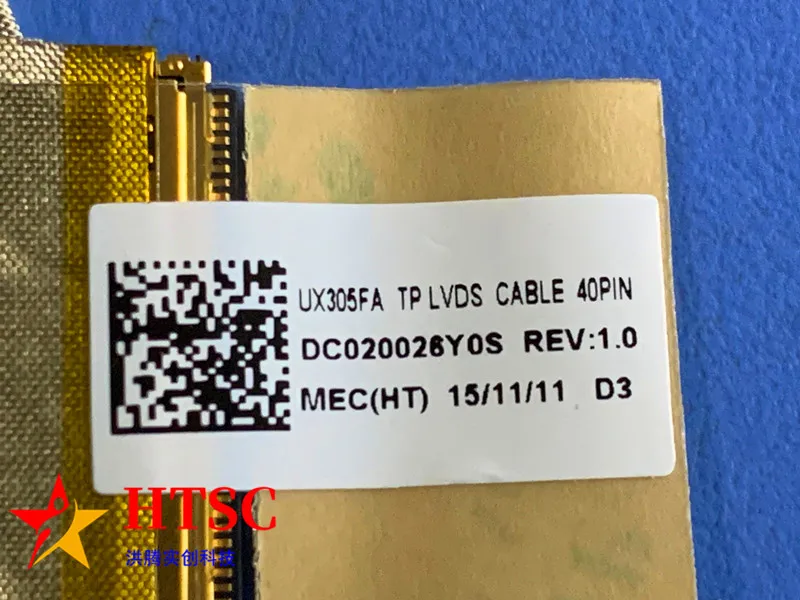 UX305FA TP LVDS CABLE 40PIN
DC020026Y0S REV:1.0
MEC(HT) 15/11/11 D3
HTSC
洪腾实创科技